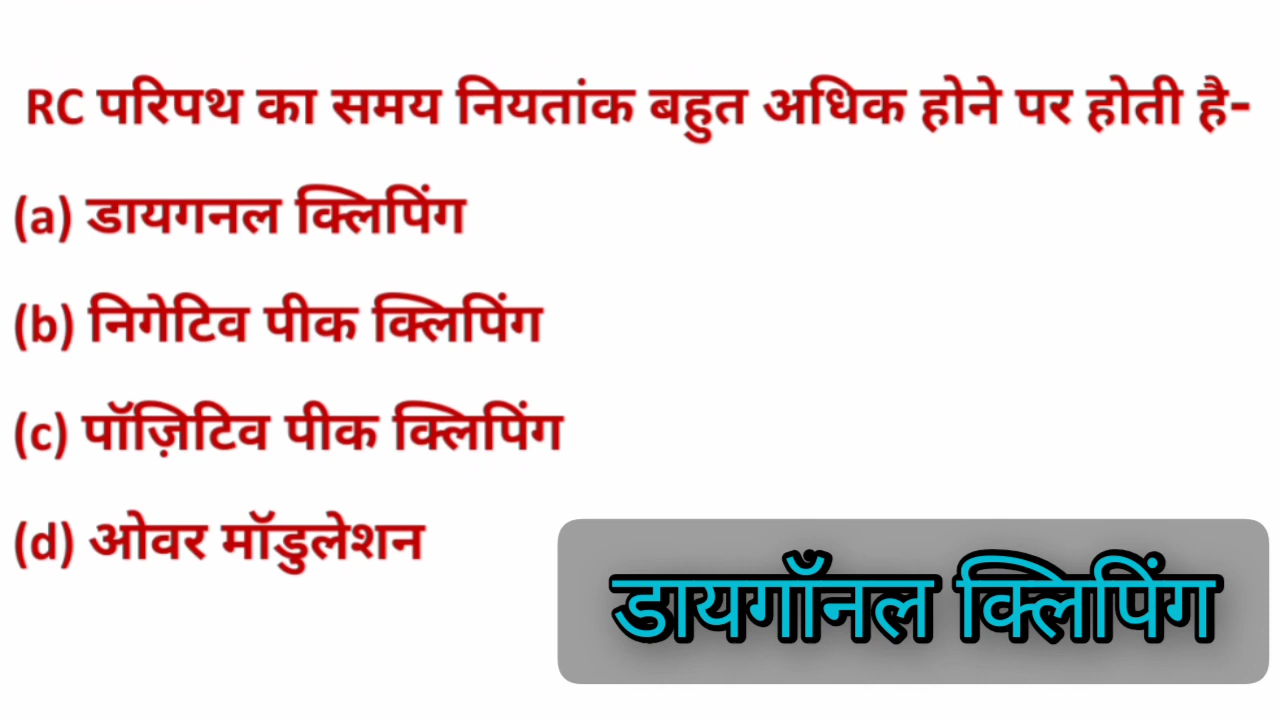 RC परिपथ का समय नियतांक बहुत अधिक होने पर होती है-
(a) डायगनल क्लिपिंग
(b) निगेटिव पीक क्लिपिंग
(c) पॉज़िटिव पीक क्लिपिंग
(d) ओवर मॉडुलेशन
डायगॉनल क्लिपिंग